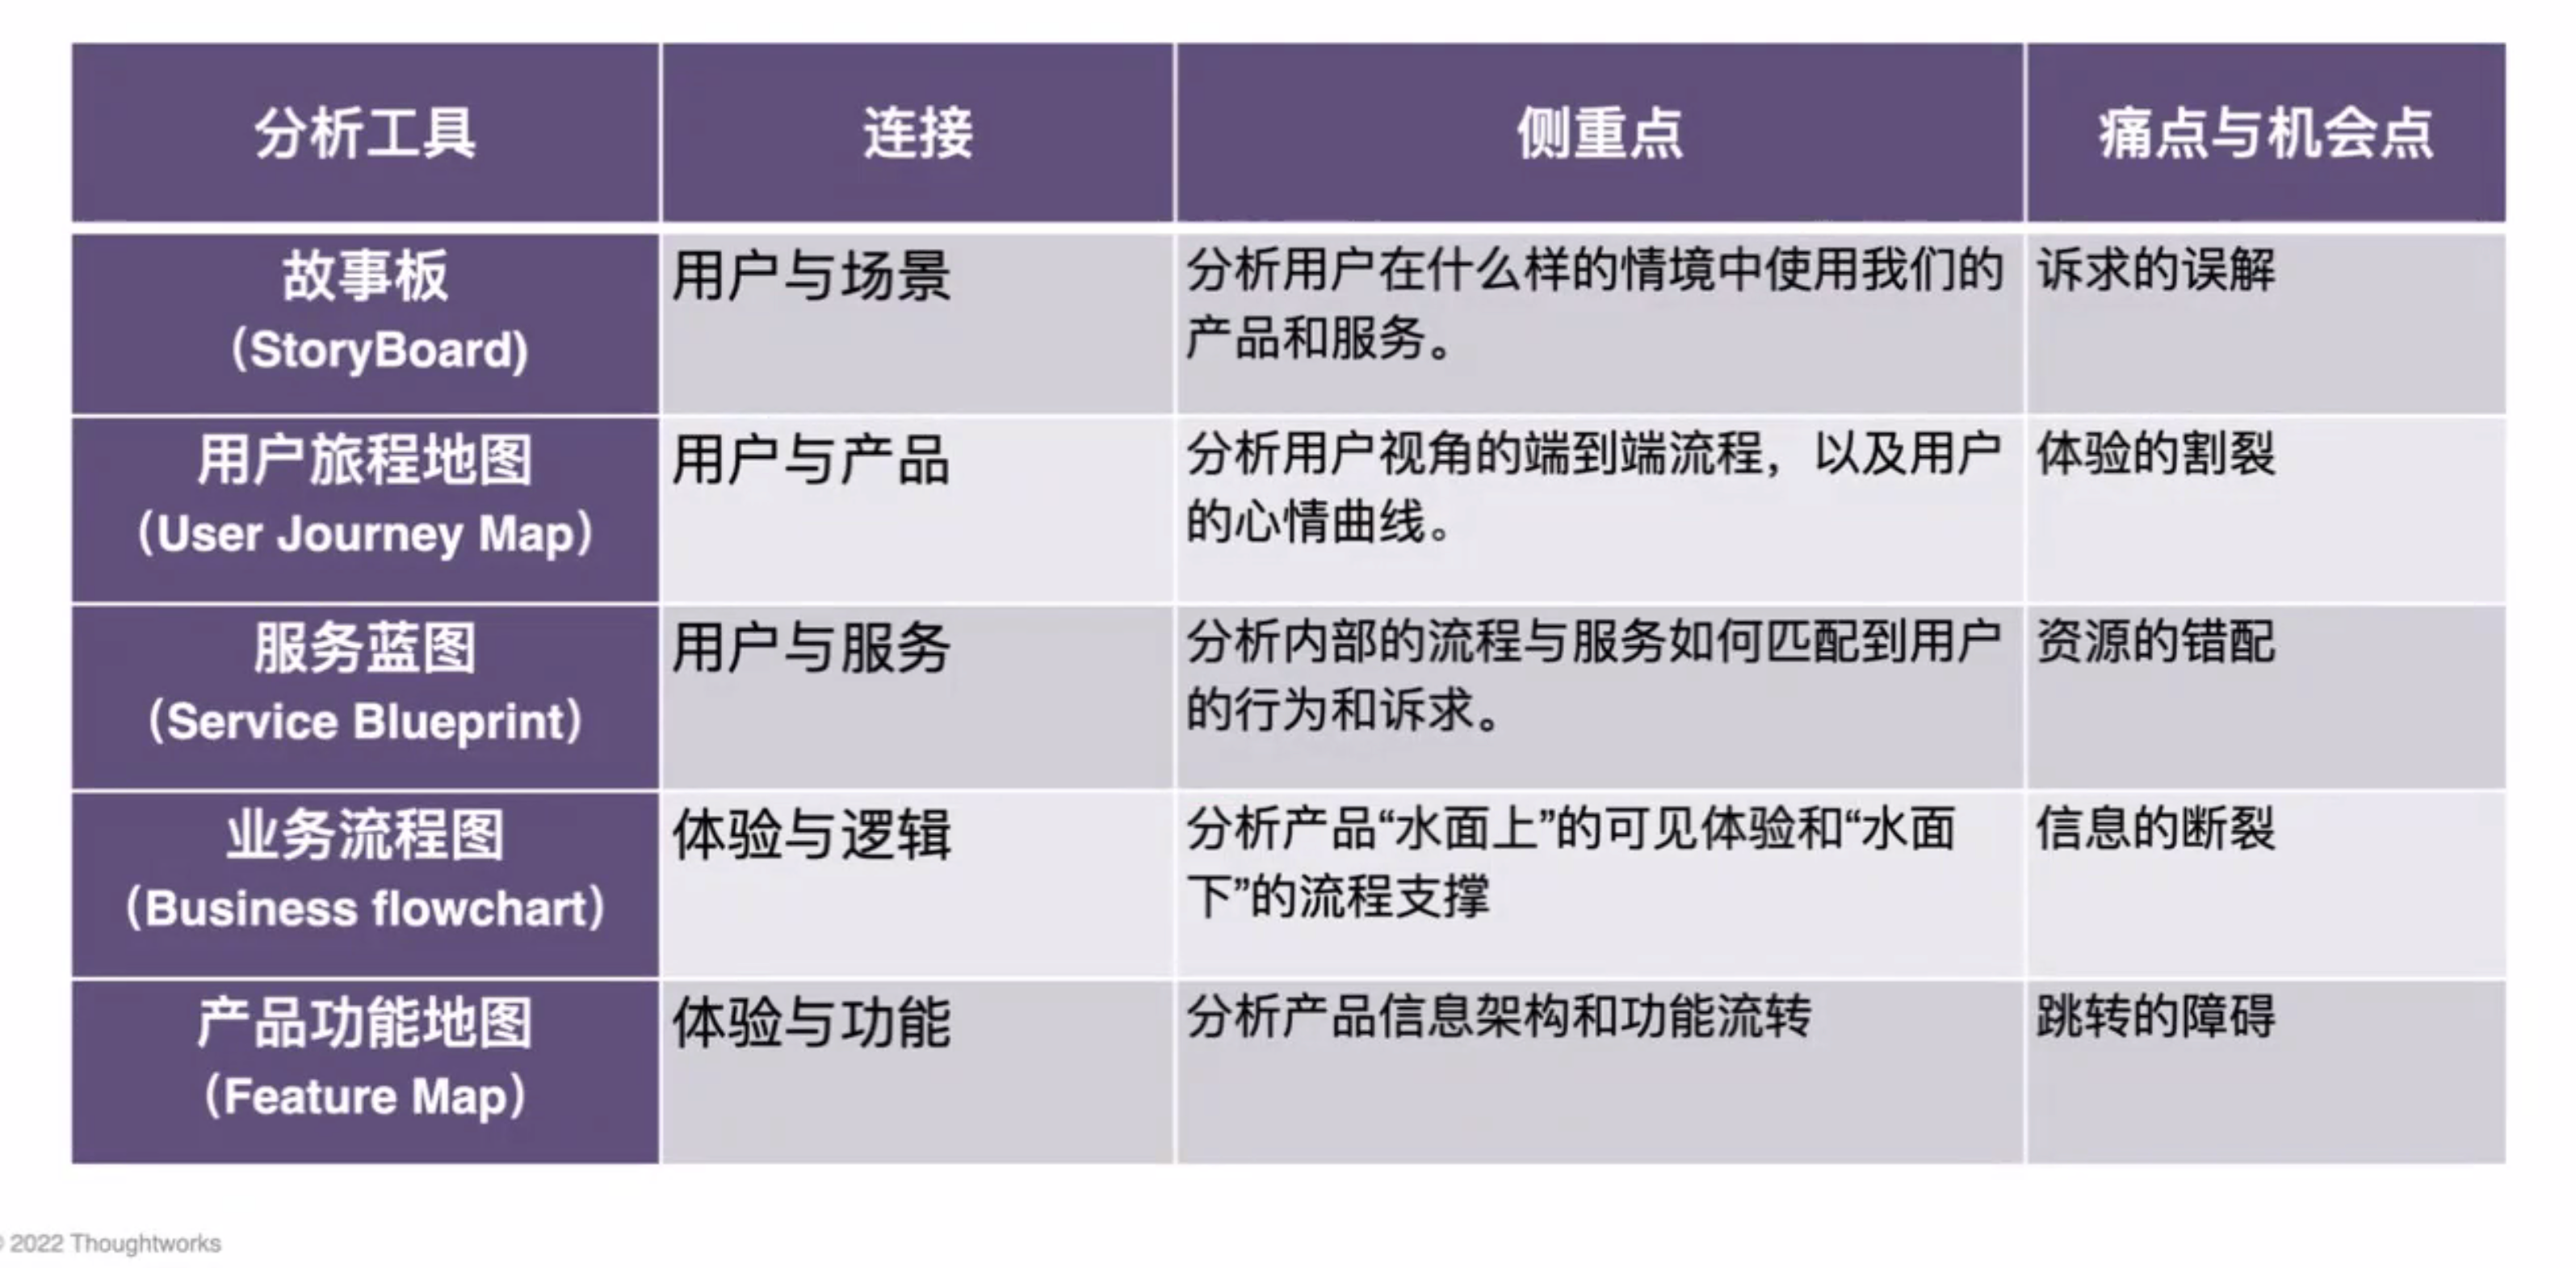 分析工具
连接
侧重点
痛点与机会点
故事板
（StoryBoard)
用户与场景
分析用户在什么样的情境中使用我们的
产品和服务。
诉求的误解
用户旅程地图
（User Journey Map）
用户与产品
分析用户视角的端到端流程，以及用户
的心情曲线。
体验的割裂
服务蓝图
（Service Blueprint）
用户与服务
分析内部的流程与服务如何匹配到用户
的行为和诉求。
资源的错配
业务流程图
（Business flowchart）
体验与逻辑
分析产品“水面上”的可见体验和“水面
下”的流程支撑
信息的断裂
产品功能地图
（Feature Map）
体验与功能
分析产品信息架构和功能流转
跳转的障碍
© 2022 Thoughtworks